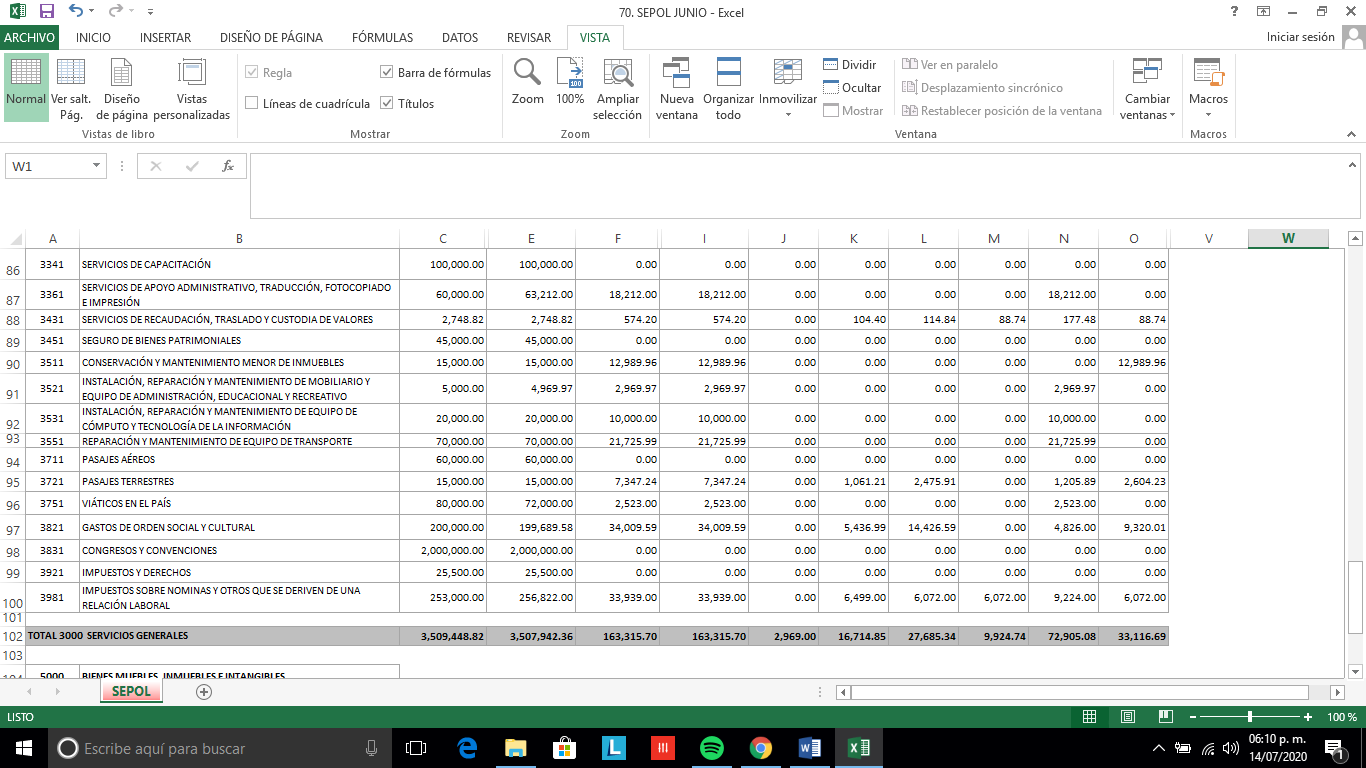 70. SEPOL JUNIO - Excel
?
ARCHIVO INICIO INSERTAR DISEÑO DE PÁGINA FÓRMULAS DATOS REVISAR VISTA Iniciar sesión
Normal Ver salt. Pág. Diseño de página Vistas personalizadas
Vistas de libro
Regla Barra de fórmulas
Líneas de cuadrícula Títulos
Mostrar
Zoom 100% Ampliar selección
Zoom
Nueva ventana Organizar todo Inmovilizar
Dividir Ver en paralelo
Ocultar Desplazamiento sincrónico
Mostrar Restablecer posición de la ventana
Cambiar ventanas
Ventana
Macros
Macros
W1 fx
A B C E F I J K L M N O V W
86 3341 SERVICIOS DE CAPACITACIÓN 100,000.00 100,000.00 0.00 0.00 0.00 0.00 0.00 0.00 0.00 0.00
87 3361 SERVICIOS DE APOYO ADMINISTRATIVO, TRADUCCIÓN, FOTOCOPIADO
E IMPRESIÓN 60,000.00 63,212.00 18,212.00 18,212.00 0.00 0.00 0.00 0.00 18,212.00 0.00
88 3431 SERVICIOS DE RECAUDACIÓN, TRASLADO Y CUSTODIA DE VALORES 2,748.82 2,748.82 574.20 574.20 0.00 104.40 114.84 88.74 177.48 88.74
89 3451 SEGURO DE BIENES PATRIMONIALES 45,000.00 45,000.00 0.00 0.00 0.00 0.00 0.00 0.00 0.00 0.00
90 3511 CONSERVACIÓN Y MANTENIMIENTO MENOR DE INMUEBLES 15,000.00 15,000.00 12,989.96 12,989.96 0.00 0.00 0.00 0.00 0.00 12,989.96
91 3521 INSTALACIÓN, REPARACIÓN Y MANTENIMIENTO DE MOBILIARIO Y
EQUIPO DE ADMINISTRACIÓN, EDUCACIONAL Y RECREATIVO 5,000.00 4,969.97 2,969.97 2,969.97 0.00 0.00 0.00 0.00 2,969.97 0.00
92 3531 INSTALACIÓN, REPARACIÓN Y MANTENIMIENTO DE EQUIPO DE
CÓMPUTO Y TECNOLOGÍA DE LA INFORMACIÓN 20,000.00 20,000.00 10,000.00 10,000.00 0.00 0.00 0.00 0.00 10,000.00 0.00
93 3551 REPARACIÓN Y MANTENIMIENTO DE EQUIPO DE TRANSPORTE 70,000.00 70,000.00 21,725.99 21,725.99 0.00 0.00 0.00 0.00 21,725.99 0.00
94 3711 PASAJES AÉREOS 60,000.00 60,000.00 0.00 0.00 0.00 0.00 0.00 0.00 0.00 0.00
95 3721 PASAJES TERRESTRES 15,000.00 15,000.00 7,347.24 7,347.24 0.00 1,061.21 2,475.91 0.00 1,205.89 2,604.23
96 3751 VIÁTICOS EN EL PAÍS 80,000.00 72,000.00 2,523.00 2,523.00 0.00 0.00 0.00 0.00 2,523.00 0.00
97 3821 GASTOS DE ORDEN SOCIAL Y CULTURAL 200,000.00 199,689.58 34,009.59 34,009.59 0.00 5,436.99 14,426.59 0.00 4,826.00 9,320.01
98 3831 CONGRESOS Y CONVENCIONES 2,000,000.00 2,000,000.00 0.00 0.00 0.00 0.00 0.00 0.00 0.00 0.00
99 3921 IMPUESTOS Y DERECHOS 25,500.00 25,500.00 0.00 0.00 0.00 0.00 0.00 0.00 0.00 0.00
100 3981 IMPUESTOS SOBRE NOMINAS Y OTROS QUE SE DERIVEN DE UNA
RELACIÓN LABORAL 253,000.00 256,822.00 33,939.00 33,939.00 0.00 6,499.00 6,072.00 6,072.00 9,224.00 6,072.00
101
102 TOTAL 3000 SERVICIOS GENERALES 3,509,448.82 3,507,942.36 163,315.70 163,315.70 2,969.00 16,714.85 27,685.34 9,924.74 72,905.08 33,116.69
103
104 5000 BIENES MUEBLES, INMUEBLES E INTANGIBLES
SEPOL
LISTO 100 %
Escribe aquí para buscar
06:10 p. m.
14/07/2020
1